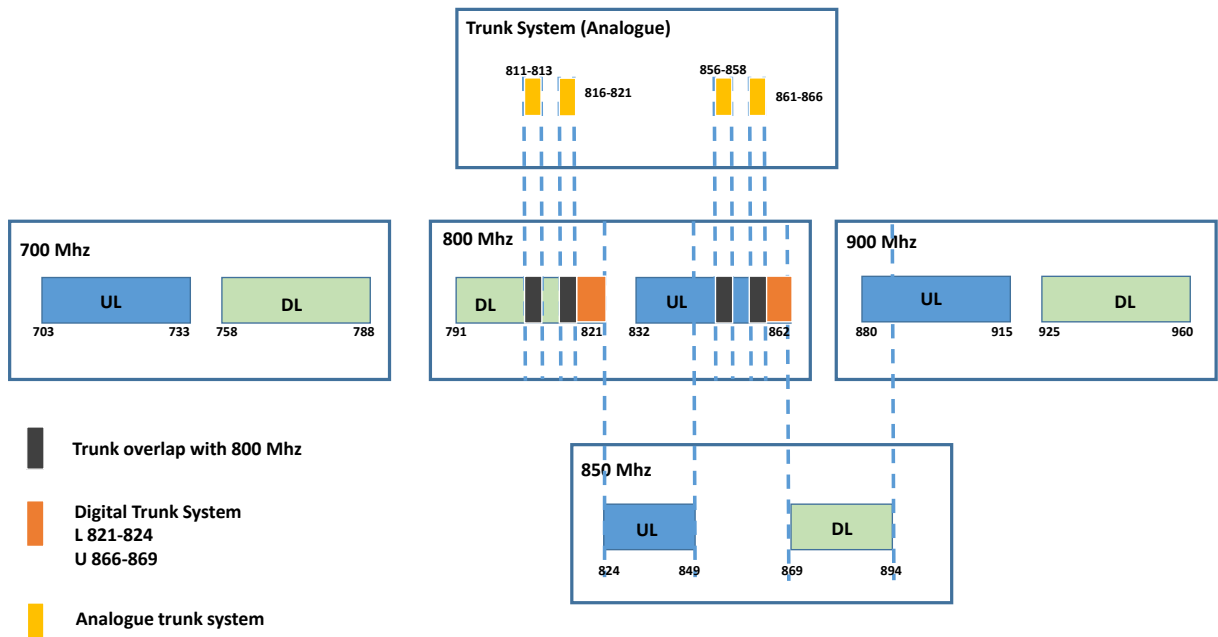 Trunk System (Analogue)
811-813
856-858
816-821
861-866
700 Mhz
UL
DL
703
733
758
788
800 Mhz
DL
UL
791
821
832
862
900 Mhz
UL
DL
880
915
925
960
Trunk overlap with 800 Mhz
Digital Trunk System
L 821-824
U 866-869
Analogue trunk system
850 Mhz
UL
DL
824
849
869
894